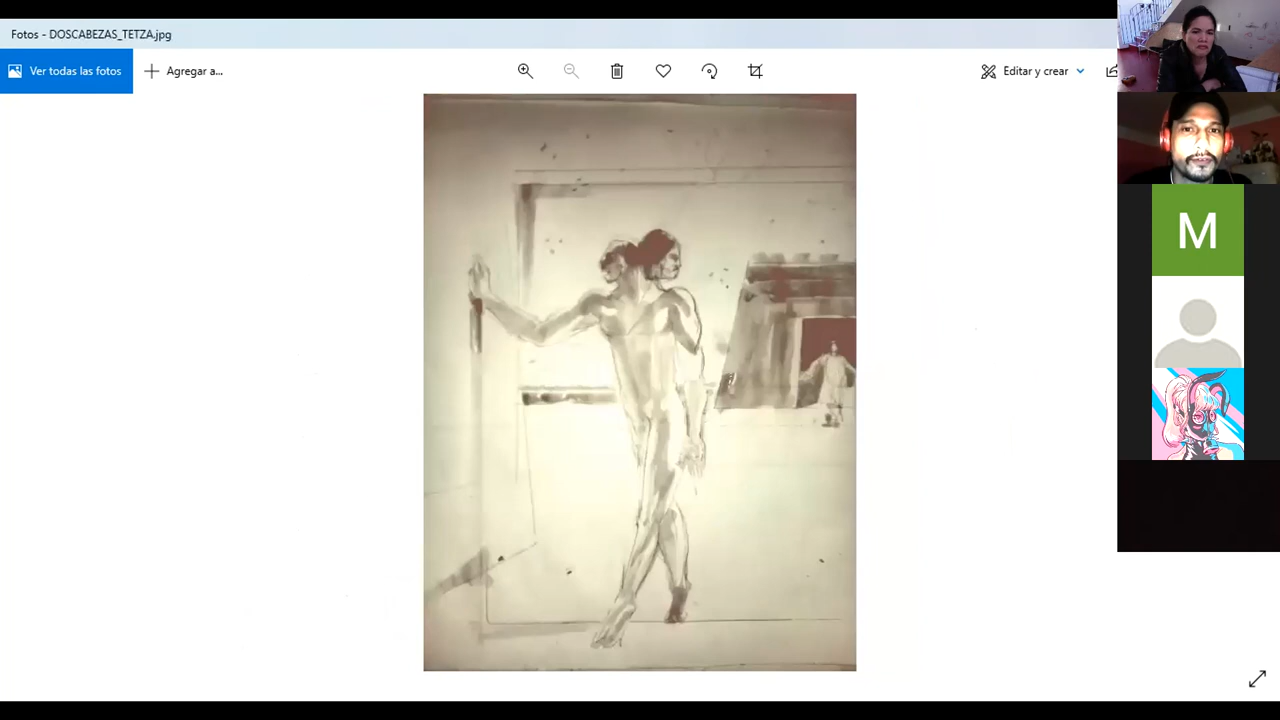 Fotos - DOSCABEZAS_TETZA.jpg
Ver todas las fotos
Agregar a...
Editar y crear
M